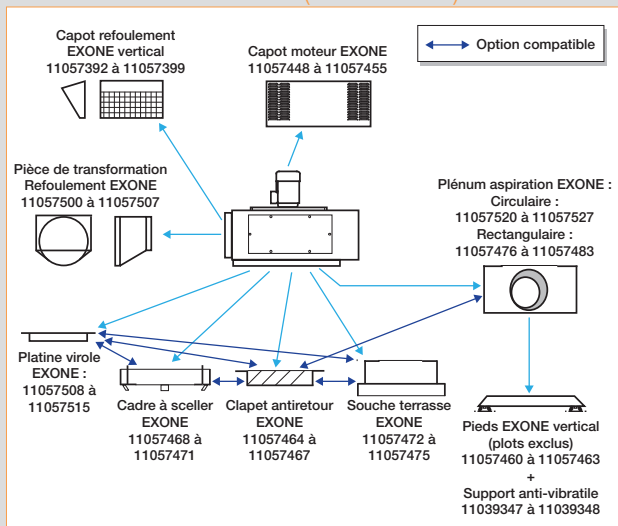 Capot refoulement
EXONE vertical
11057392 à 11057399
Capot moteur EXONE
11057448 à 11057455
Option compatible
Pièce de transformation
Refoulement EXONE
11057500 à 11057507
Plénum aspiration EXONE :
Circulaire :
11057520 à 11057527
Rectangulaire :
11057476 à 11057483
Platine virole
EXONE :
11057508 à
11057515
Cadre à sceller
EXONE
11057468 à
11057471
Clapet antiretour
EXONE
11057464 à
11057467
Souche terrasse
EXONE
11057472 à
11057475
Pieds EXONE vertical
(plots exclus)
11057460 à 11057463
+
Support anti-vibratile
11039347 à 11039348